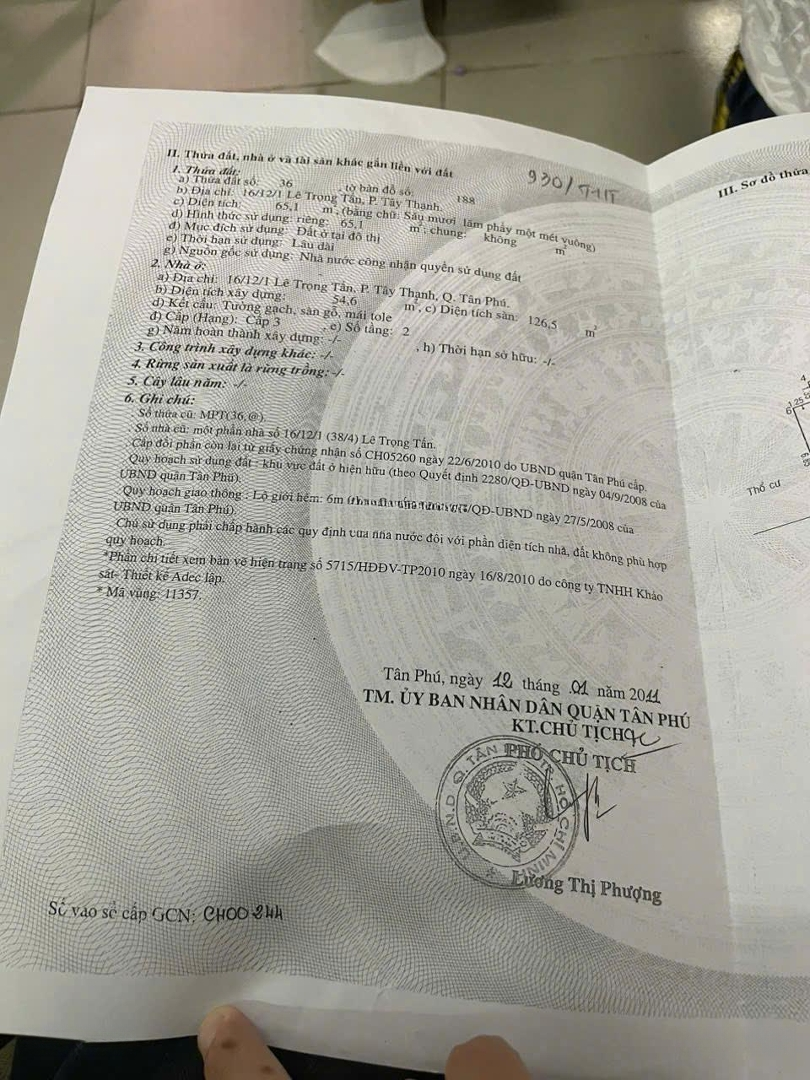 930/TTIT
II. Thửa đất, nhà ở và tài sản khác gắn liền với đất
1. Thửa đất:
a) Thửa đất số: 36 , tờ bản đồ số: 188
b) Địa chỉ: 16/12/1 Lê Trọng Tấn, P. Tây Thạnh.
c) Diện tích: 65,1 m², (bằng chữ: Sáu mươi lăm phẩy một mét vuông)
d) Hình thức sử dụng: riêng: 65,1 m²; chung: không m²
đ) Mục đích sử dụng: Đất ở tại đô thị
e) Thời hạn sử dụng: Lâu dài
g) Nguồn gốc sử dụng: Nhà nước công nhận quyền sử dụng đất
2. Nhà ở:
a) Địa chỉ: 16/12/1 Lê Trọng Tấn, P. Tây Thạnh, Q. Tân Phú.
b) Diện tích xây dựng: 54,6 m², c) Diện tích sàn: 126,5 m²
d) Kết cấu: Tường gạch, sàn gỗ, mái tole
đ) Cấp (Hạng): Cấp 3 , e) Số tầng: 2
g) Năm hoàn thành xây dựng: -/- , h) Thời hạn sở hữu: -/-
3. Công trình xây dựng khác: -/-
4. Rừng sản xuất là rừng trồng: -/-
5. Cây lâu năm: -/-
6. Ghi chú:
. Số thửa cũ: MPT(36,@).
. Số nhà cũ: một phần nhà số 16/12/1 (38/4) Lê Trọng Tấn.
Cấp đổi phần còn lại từ giấy chứng nhận số CH05260 ngày 22/6/2010 do UBND quận Tân Phú cấp.
Quy hoạch sử dụng đất : khu vực đất ở hiện hữu (theo Quyết định 2280/QĐ-UBND ngày 04/9/2008 của
UBND quận Tân Phú).
Quy hoạch giao thông : Lộ giới hẻm: 6m /QĐ-UBND ngày 27/5/2008 của
UBND quận Tân Phú).
Chủ sử dụng phải chấp hành các quy định của nhà nước đối với phần diện tích nhà, đất không phù hợp
quy hoạch.
*Phần chi tiết xem bản vẽ hiện trạng số 5715/HĐĐV-TP2010 ngày 16/8/2010 do công ty TNHH Khảo
sát- Thiết kế Adec lập.
* Mã vùng: 11357.
Tân Phú, ngày 12 tháng 01 năm 2011
TM. ỦY BAN NHÂN DÂN QUẬN TÂN PHÚ
KT.CHỦ TỊCH
PHÓ CHỦ TỊCH
U.B.N.D Q. TÂN PHÚ T.P HỒ CHÍ MINH
Lương Thị Phượng
Số vào sổ cấp GCN:
III. Sơ đồ thửa
Thổ cư